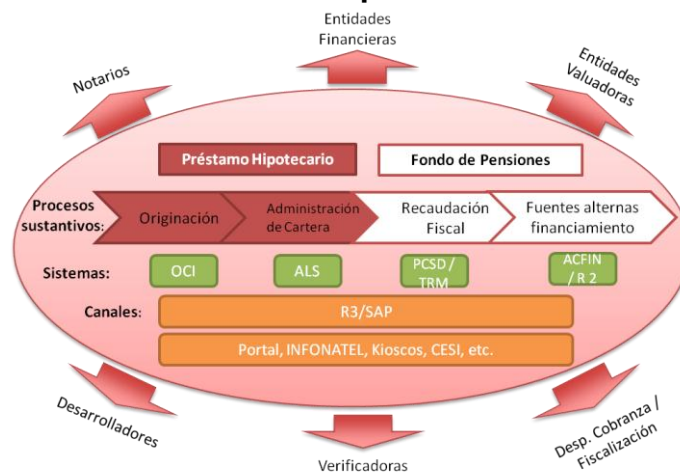 Entidades
Financieras
Notarios
Entidades
Valuadoras
Préstamo Hipotecario
Fondo de Pensiones
Procesos
sustantivos:
Originación
Administración
de Cartera
Recaudación
Fiscal
Fuentes alternas
financiamiento
Sistemas:
OCI
ALS
PCSD /
TRM
ACFIN
/ R 2
Canales:
R3/SAP
Portal, INFONATEL, Kioscos, CESI, etc.
Desarrolladores
Verificadoras
Desp. Cobranza /
Fiscalización